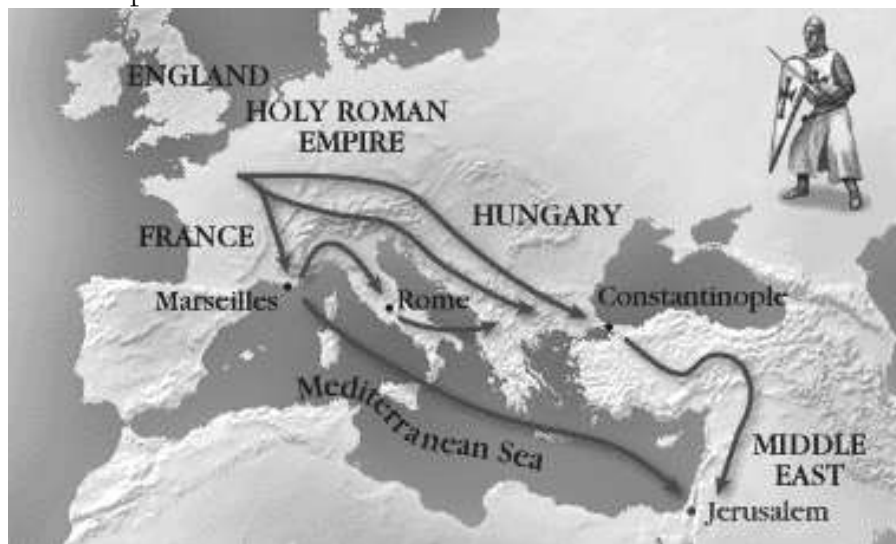 ENGLAND
HOLY ROMAN
EMPIRE
HUNGARY
FRANCE
Marseilles
Rome
Constantinople
Mediterranean Sea
MIDDLE
EAST
Jerusalem